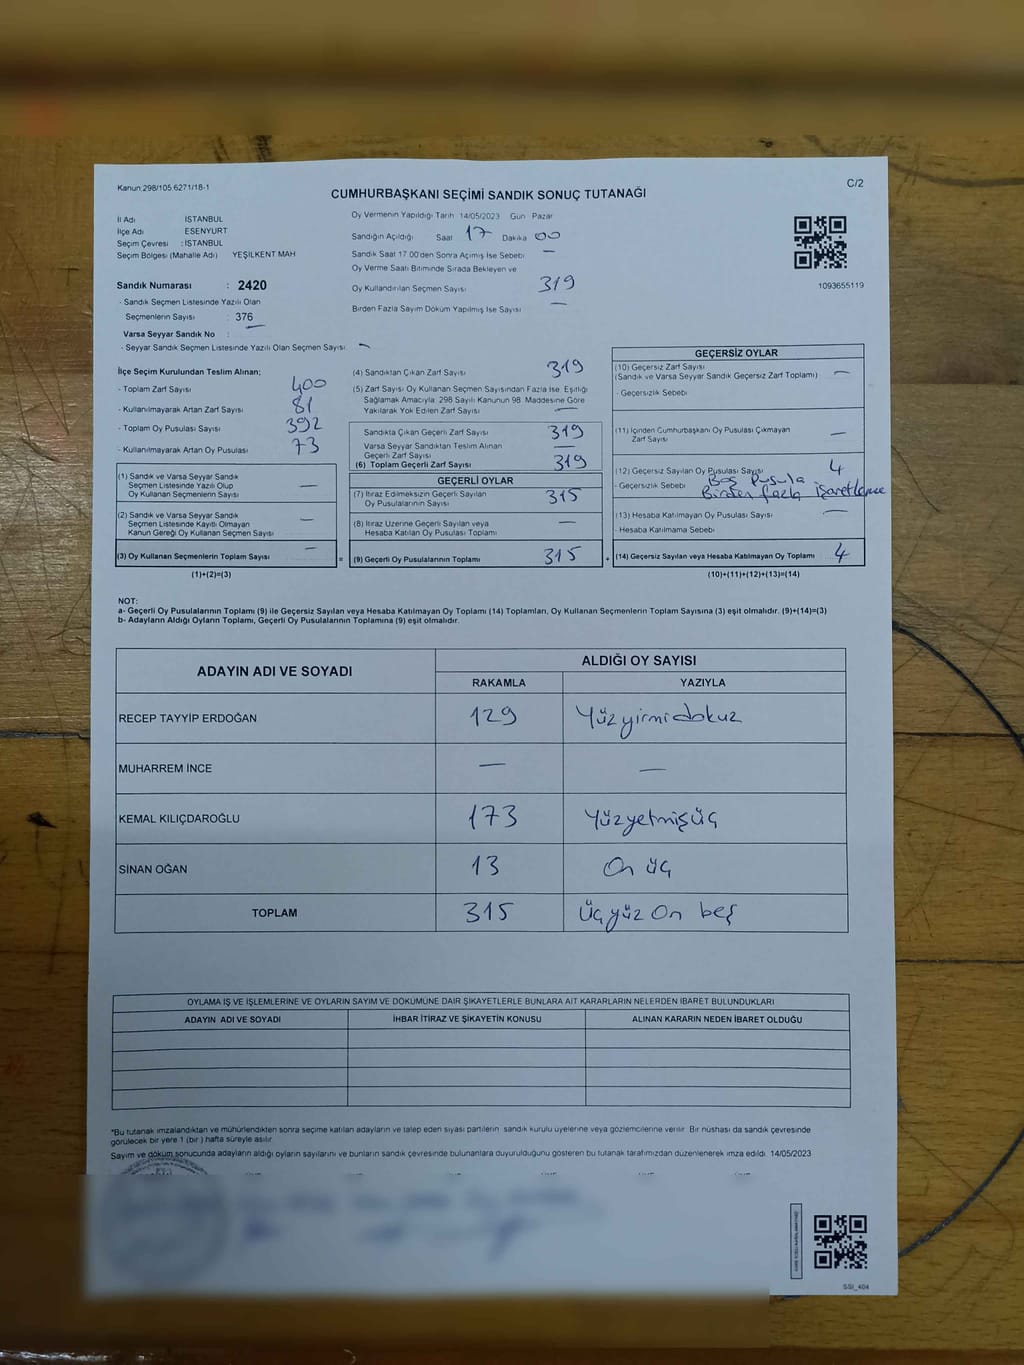 Kanun:298/105.6271/18-1
C/2
CUMHURBAŞKANI SEÇİMİ SANDIK SONUÇ TUTANAĞI
İl Adı İSTANBUL
İlçe Adı ESENYURT
Seçim Çevresi : İSTANBUL
Seçim Bölgesi (Mahalle Adı) YEŞİLKENT MAH
Sandık Numarası : 2420
- Sandık Seçmen Listesinde Yazılı Olan
Seçmenlerin Sayısı : 376
Varsa Seyyar Sandık No :
- Seyyar Sandık Seçmen Listesinde Yazılı Olan Seçmen Sayısı: —
Oy Vermenin Yapıldığı Tarih 14/05/2023 Gün Pazar
Sandığın Açıldığı Saat 17 Dakika 00
Sandık Saat 17.00'den Sonra Açımış İse Sebebi —
Oy Verme Saati Bitiminde Sırada Bekleyen ve
Oy Kullandırılan Seçmen Sayısı 319
Birden Fazla Sayım Döküm Yapılmış İse Sayısı —
1093655119
İlçe Seçim Kurulundan Teslim Alınan;
- Toplam Zarf Sayısı 400
- Kullanılmayarak Artan Zarf Sayısı 81
- Toplam Oy Pusulası Sayısı 392
- Kullanılmayarak Artan Oy Pusulası 73
(1) Sandık ve Varsa Seyyar Sandık
Seçmen Listesinde Yazılı Olup
Oy Kullanan Seçmenlerin Sayısı —
(2) Sandık ve Varsa Seyyar Sandık
Seçmen Listesinde Kayıtlı Olmayan
Kanun Gereği Oy Kullanan Seçmen Sayısı —
(3) Oy Kullanan Seçmenlerin Toplam Sayısı —
(1)+(2)=(3)
(4) Sandıktan Çıkan Zarf Sayısı 319
(5) Zarf Sayısı Oy Kullanan Seçmen Sayısından Fazla İse, Eşitliği
Sağlamak Amacıyla, 298 Sayılı Kanunun 98. Maddesine Göre
Yakılarak Yok Edilen Zarf Sayısı —
Sandıkta Çıkan Geçerli Zarf Sayısı 319
Varsa Seyyar Sandıktan Teslim Alınan
Geçerli Zarf Sayısı —
(6) Toplam Geçerli Zarf Sayısı 319
GEÇERLİ OYLAR
(7) İtiraz Edilmeksizin Geçerli Sayılan
Oy Pusulalarının Sayısı 315
(8) İtiraz Üzerine Geçerli Sayılan veya
Hesaba Katılan Oy Pusulası Toplamı —
= (9) Geçerli Oy Pusulalarının Toplamı 315
GEÇERSİZ OYLAR
(10) Geçersiz Zarf Sayısı
(Sandık ve Varsa Seyyar Sandık Geçersiz Zarf Toplamı) —
- Geçersizlik Sebebi
(11) İçinden Cumhurbaşkanı Oy Pusulası Çıkmayan
Zarf Sayısı —
(12) Geçersiz Sayılan Oy Pusulası Sayısı 4
- Geçersizlik Sebebi Boş Pusula
Birden fazla işaretleme
(13) Hesaba Katılmayan Oy Pusulası Sayısı —
- Hesaba Katılmama Sebebi
+ (14) Geçersiz Sayılan veya Hesaba Katılmayan Oy Toplamı 4
(10)+(11)+(12)+(13)=(14)
NOT:
a- Geçerli Oy Pusulalarının Toplamı (9) ile Geçersiz Sayılan veya Hesaba Katılmayan Oy Toplamı (14) Toplamları, Oy Kullanan Seçmenlerin Toplam Sayısına (3) eşit olmalıdır. (9)+(14)=(3)
b- Adayların Aldığı Oyların Toplamı, Geçerli Oy Pusulalarının Toplamına (9) eşit olmalıdır.
ADAYIN ADI VE SOYADI ALDIĞI OY SAYISI
RAKAMLA YAZIYLA
RECEP TAYYİP ERDOĞAN 129 Yüzyirmidokuz
MUHARREM İNCE — —
KEMAL KILIÇDAROĞLU 173 Yüzyetmişüç
SİNAN OĞAN 13 On üç
TOPLAM 315 Üçyüz On beş
OYLAMA İŞ VE İŞLEMLERİNE VE OYLARIN SAYIM VE DÖKÜMÜNE DAİR ŞİKAYETLERLE BUNLARA AİT KARARLARIN NELERDEN İBARET BULUNDUKLARI
ADAYIN ADI VE SOYADI İHBAR İTİRAZ VE ŞİKAYETİN KONUSU ALINAN KARARIN NEDEN İBARET OLDUĞU
*Bu tutanak imzalandıktan ve mühürlendikten sonra seçime katılan adayların ve talep eden siyasi partilerin sandık kurulu üyelerine veya gözlemcilerine verilir. Bir nüshası da sandık çevresinde
görülecek bir yere 1 (bir ) hafta süreyle asılır.
Sayım ve döküm sonucunda adayların aldığı oyların sayılarını ve bunların sandık çevresinde bulunanlara duyurulduğunu gösteren bu tutanak tarafımızdan düzenlenerek imza edildi. 14/05/2023
SSI_404